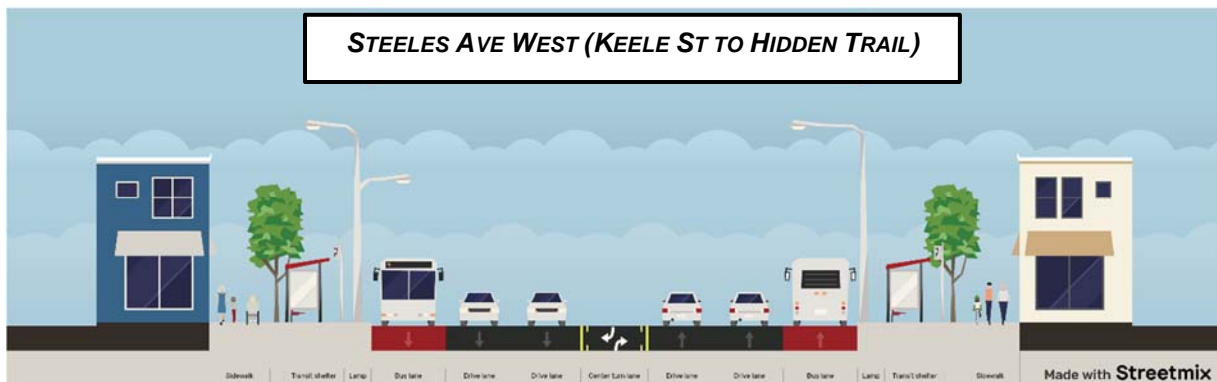 STEELES AVE WEST (KEELE ST TO HIDDEN TRAIL)
Sidewalk Transit shelter Lamp Bus lane Drive lane Drive lane Center turn lane Drive lane Drive lane Bus lane Lamp Transit shelter Sidewalk
Made with Streetmix